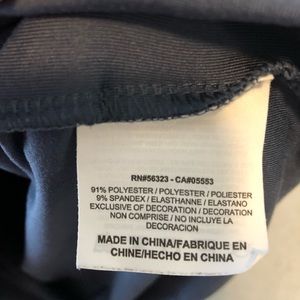 RN#56323 - CA#05553
91% POLYESTER / POLYESTER / POLIESTER
9% SPANDEX / ELASTHANNE / ELASTANO
EXCLUSIVE OF DECORATION / DECORATION
NON COMPRISE / NO INCLUYE LA
DECORACION
MADE IN CHINA/FABRIQUE EN
CHINE/HECHO EN CHINA